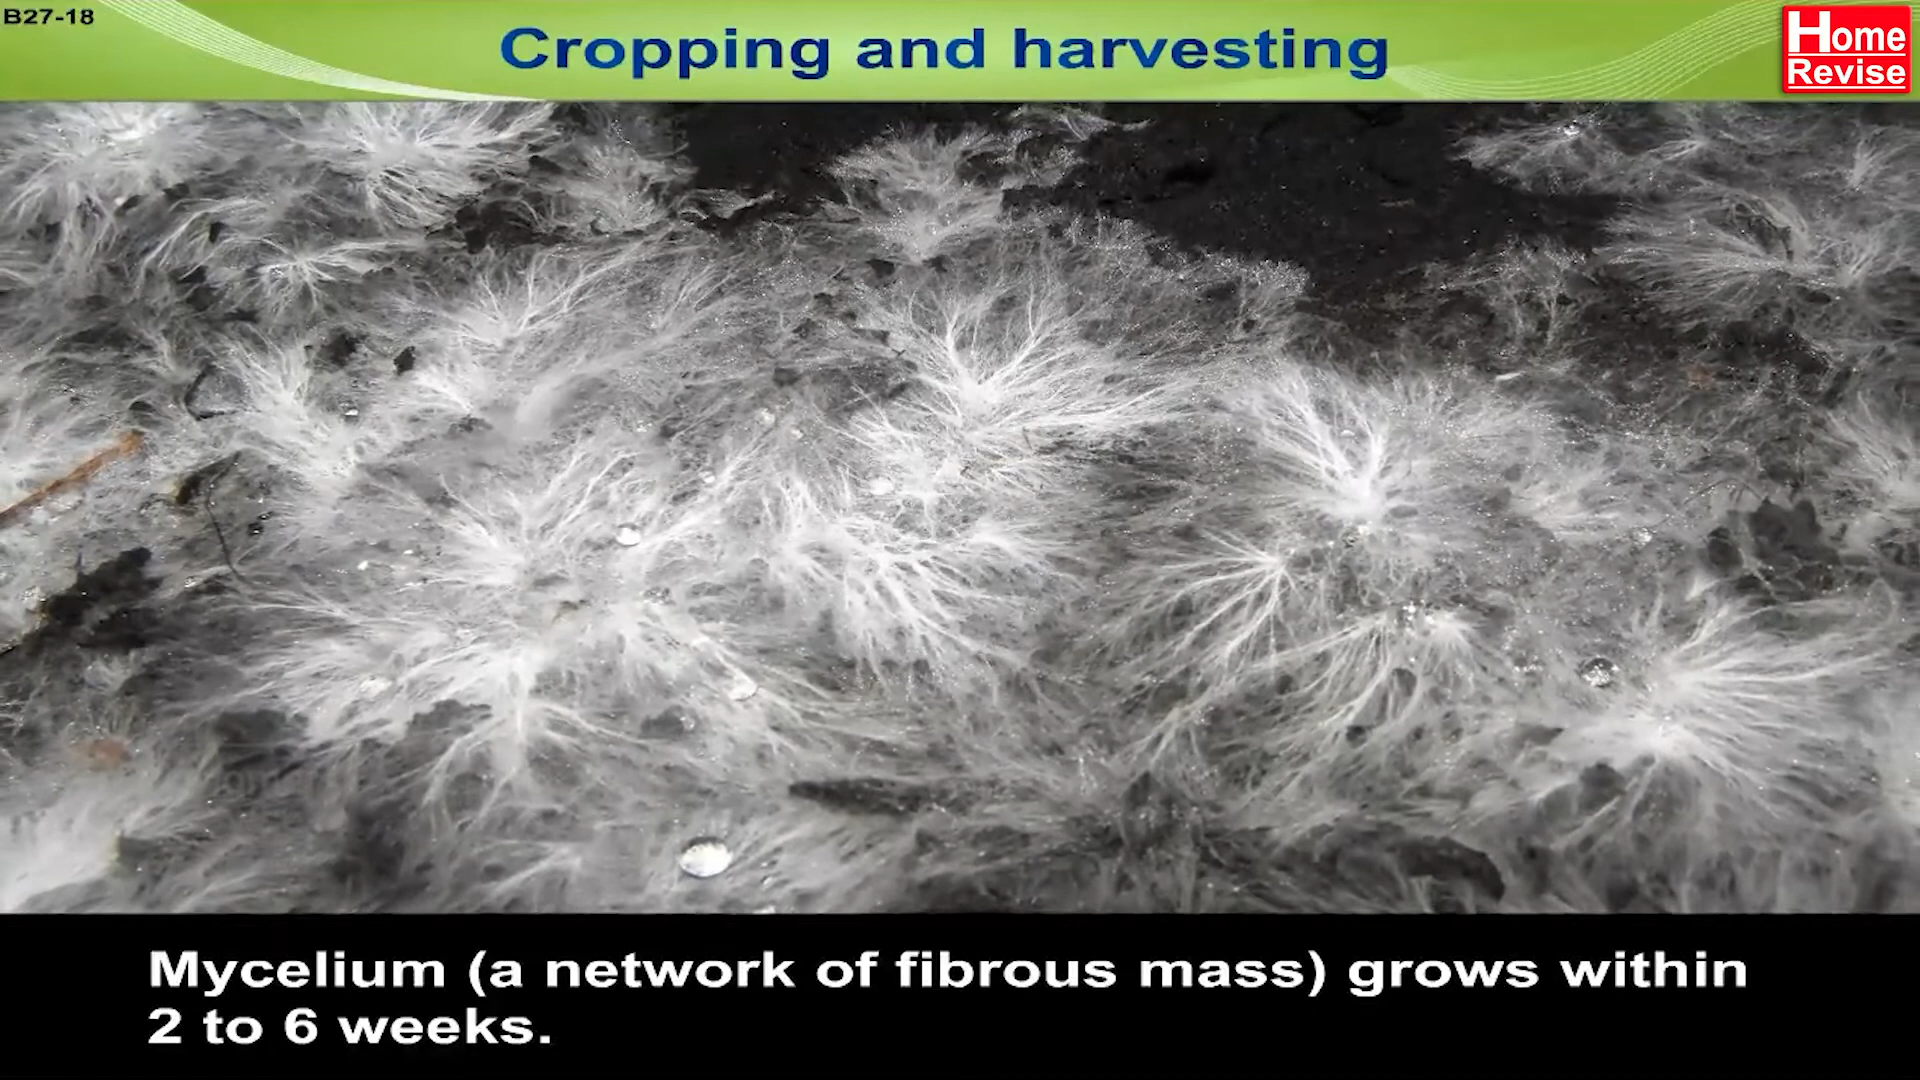 B27-18
Cropping and harvesting
Home
Revise
Mycelium (a network of fibrous mass) grows within
2 to 6 weeks.